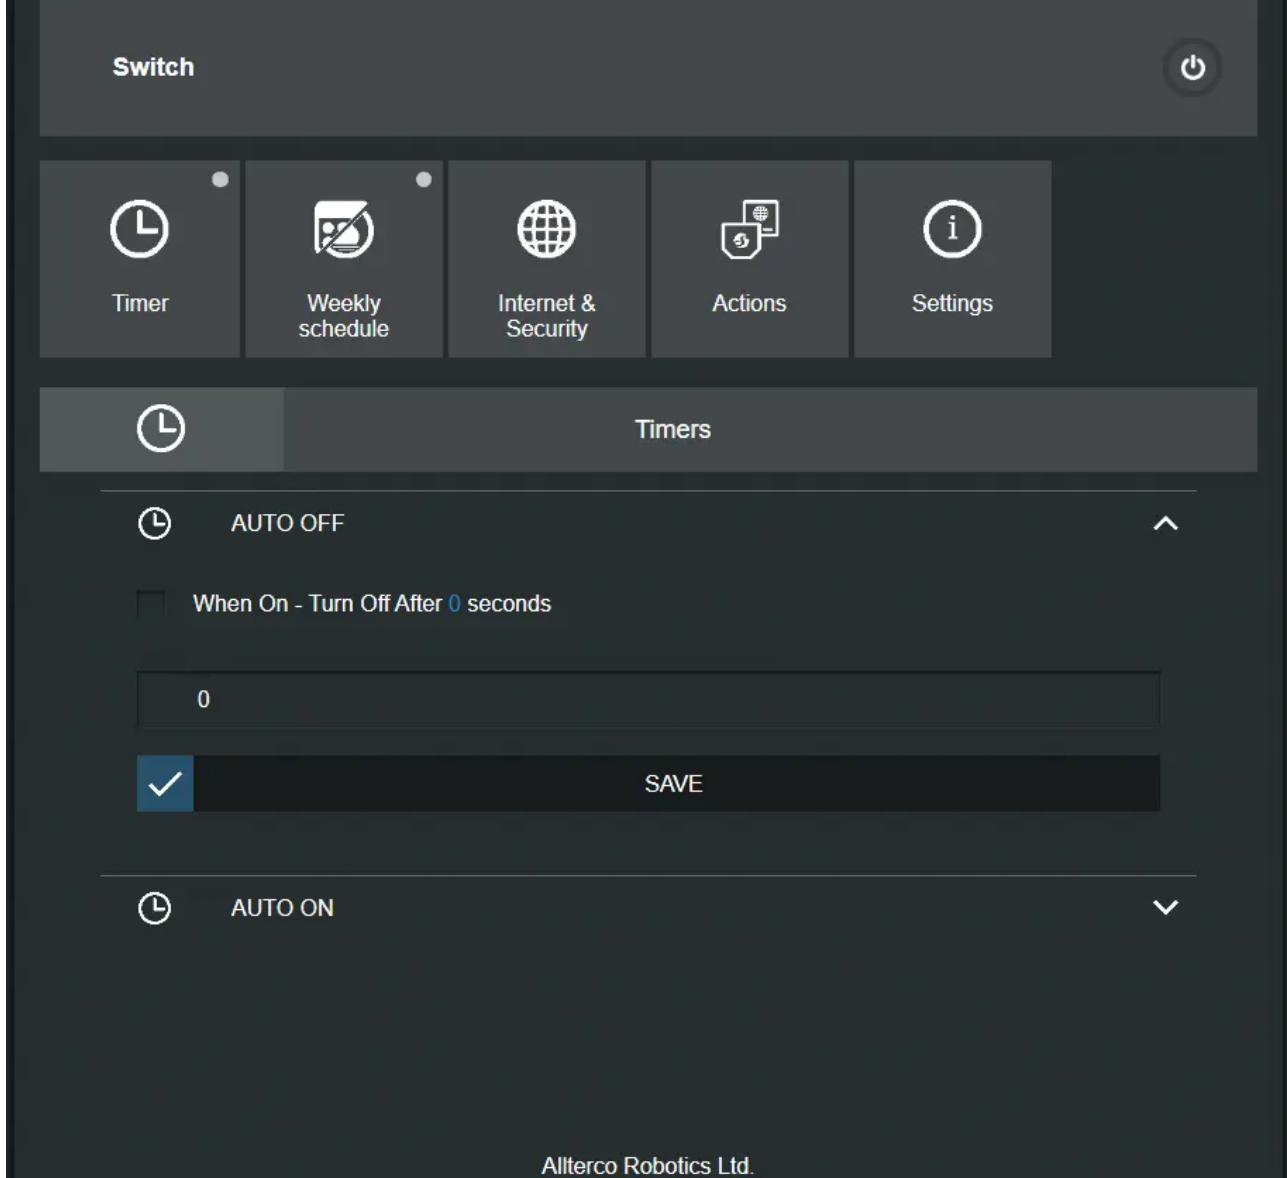 Switch
Timer
Weekly
schedule
Internet &
Security
Actions
Settings
Timers
AUTO OFF
When On - Turn Off After 0 seconds
0
SAVE
AUTO ON
Allterco Robotics Ltd.